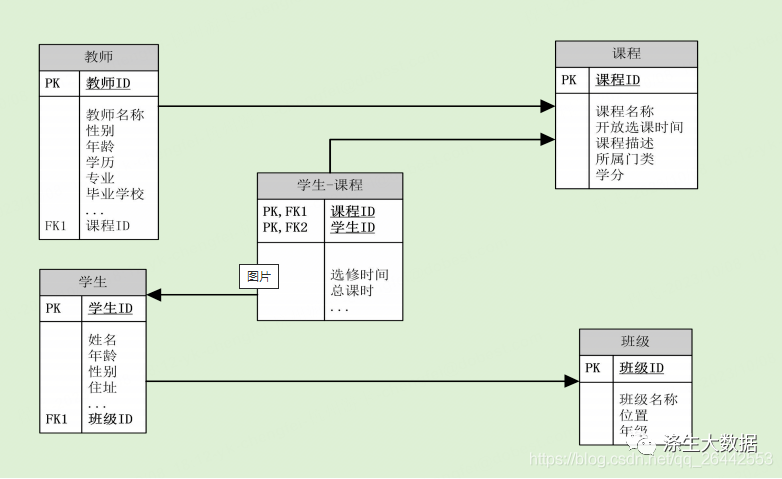 教师
PK 教师ID
教师名称
性别
年龄
学历
专业
毕业学校
...
FK1 课程ID
课程
PK 课程ID
课程名称
开放选课时间
课程描述
所属门类
学分
学生-课程
PK,FK1 课程ID
PK,FK2 学生ID
选修时间
总课时
...
图片
学生
PK 学生ID
姓名
年龄
性别
住址
...
FK1 班级ID
班级
PK 班级ID
班级名称
位置
年级
涤生大数据
https://blog.csdn.net/qq_26442553